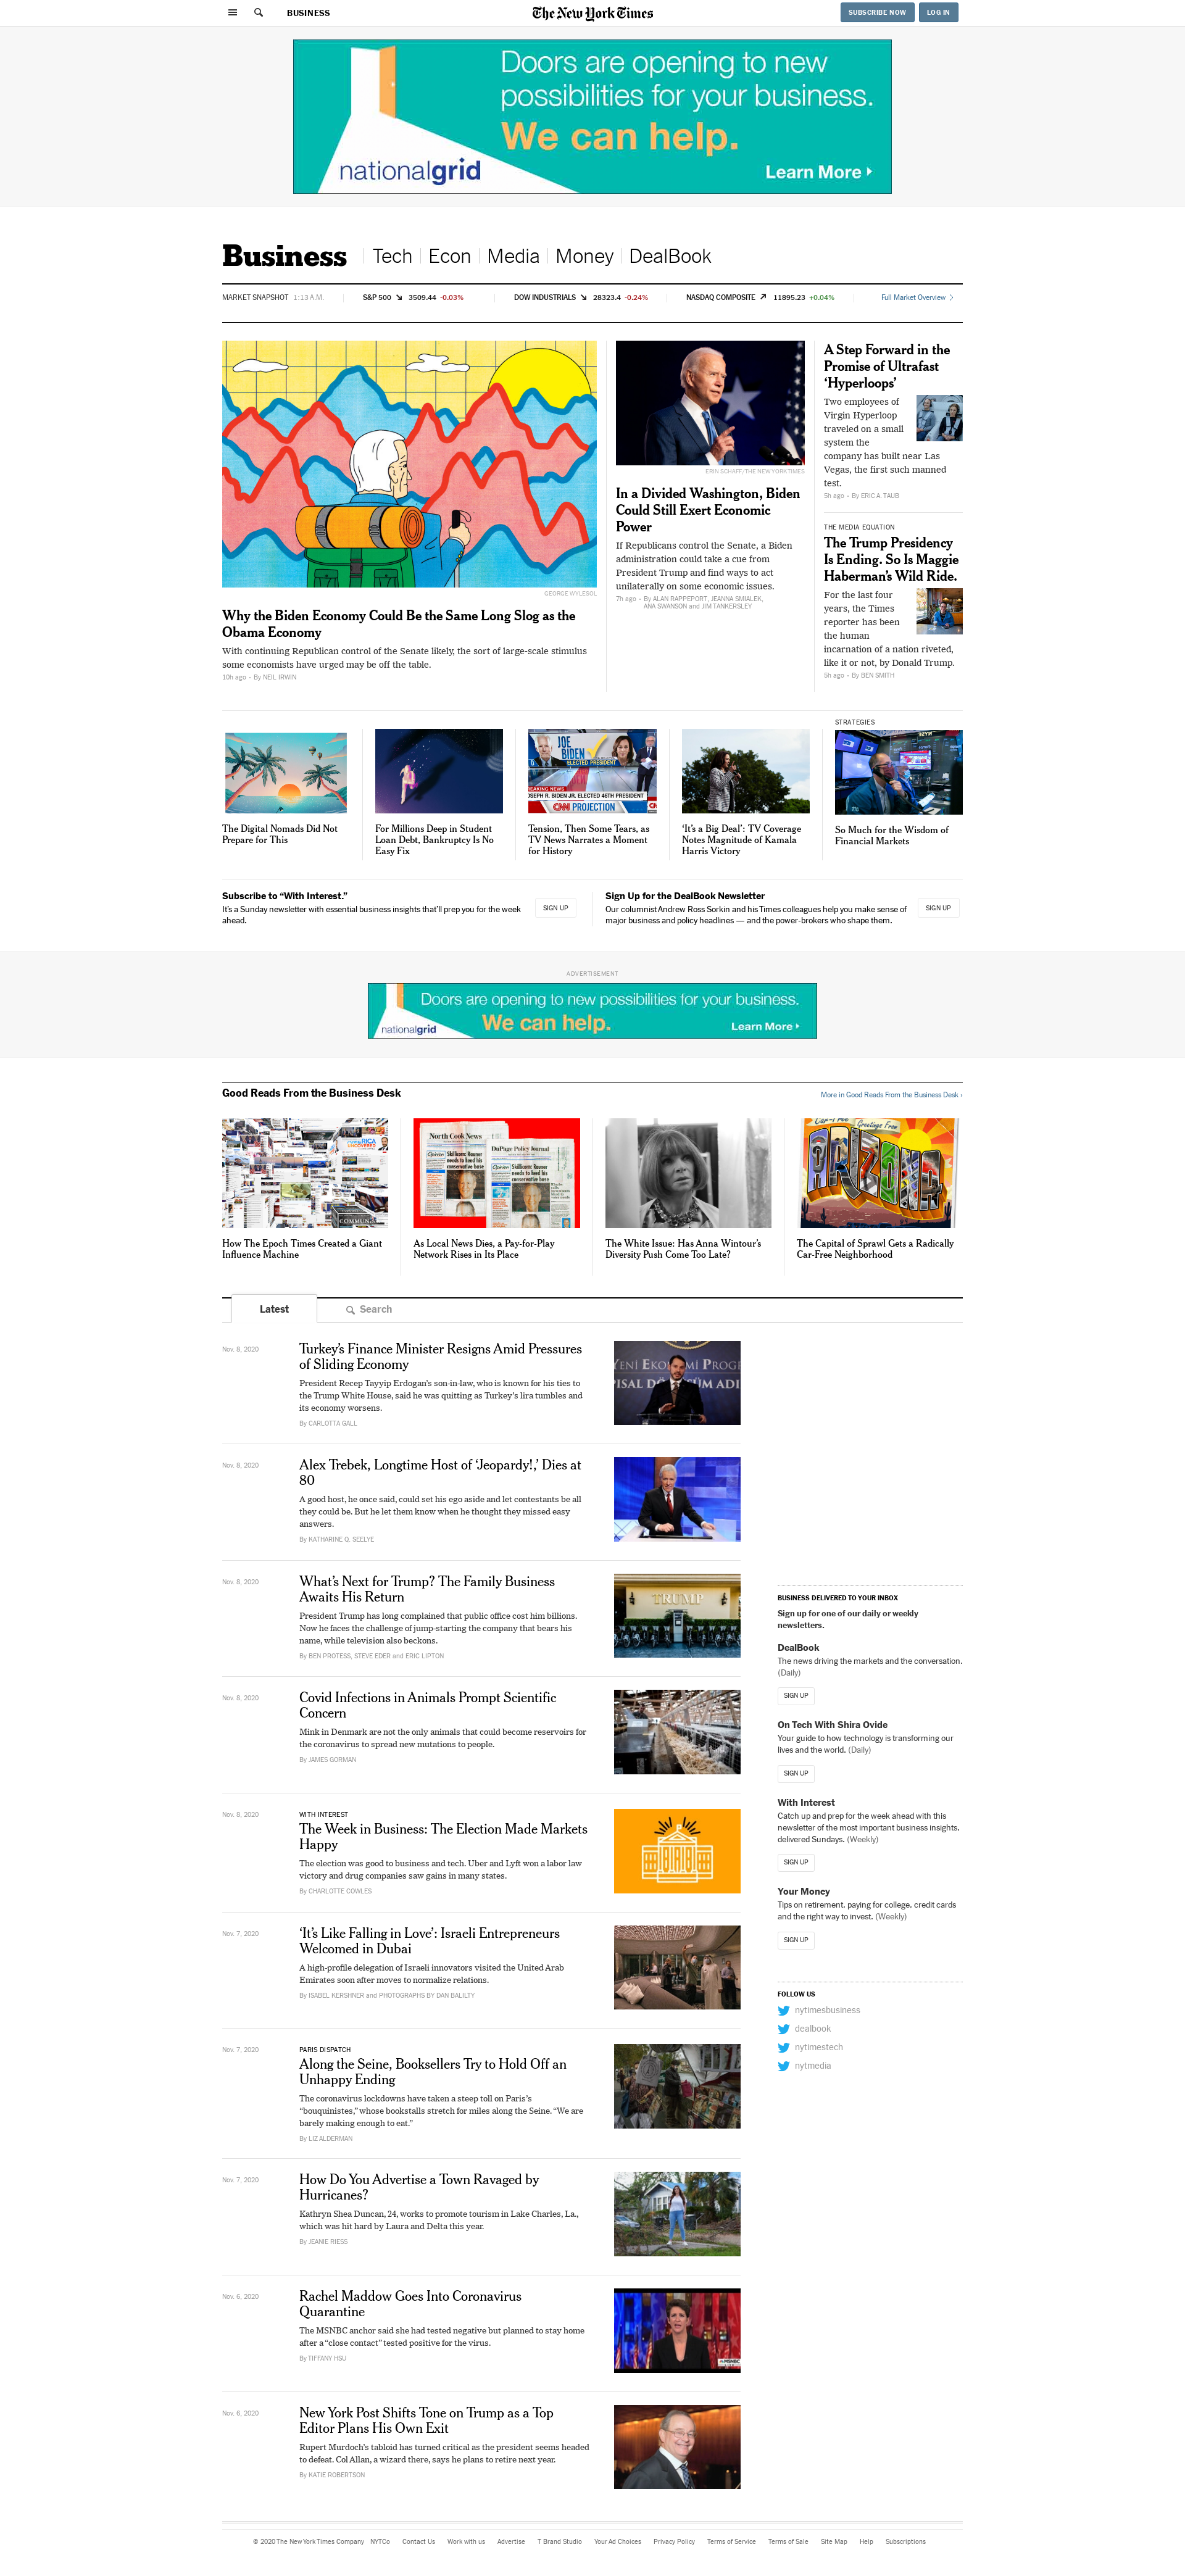 BUSINESS
The New York Times
SUBSCRIBE NOW
LOG IN
Doors are opening to new
possibilities for your business.
We can help.
nationalgrid
Learn More
Business
Tech
Econ
Media
Money
DealBook
MARKET SNAPSHOT 1:13 A.M.
S&P 500 3509.44 -0.03%
DOW INDUSTRIALS 28323.4 -0.24%
NASDAQ COMPOSITE 11895.23 +0.04%
Full Market Overview
GEORGE WYLESOL
Why the Biden Economy Could Be the Same Long Slog as the
Obama Economy
With continuing Republican control of the Senate likely, the sort of large-scale stimulus
some economists have urged may be off the table.
10h ago • By NEIL IRWIN
ERIN SCHAFF/THE NEW YORK TIMES
In a Divided Washington, Biden
Could Still Exert Economic
Power
If Republicans control the Senate, a Biden
administration could take a cue from
President Trump and find ways to act
unilaterally on some economic issues.
7h ago • By ALAN RAPPEPORT, JEANNA SMIALEK,
ANA SWANSON and JIM TANKERSLEY
A Step Forward in the
Promise of Ultrafast
‘Hyperloops’
Two employees of
Virgin Hyperloop
traveled on a small
system the
company has built near Las
Vegas, the first such manned
test.
5h ago • By ERIC A. TAUB
THE MEDIA EQUATION
The Trump Presidency
Is Ending. So Is Maggie
Haberman’s Wild Ride.
For the last four
years, the Times
reporter has been
the human
incarnation of a nation riveted,
like it or not, by Donald Trump.
5h ago • By BEN SMITH
The Digital Nomads Did Not
Prepare for This
For Millions Deep in Student
Loan Debt, Bankruptcy Is No
Easy Fix
JOE
BIDEN
ELECTED PRESIDENT
BREAKING NEWS
JOSEPH R. BIDEN JR. ELECTED 46TH PRESIDENT
CNN PROJECTION
Tension, Then Some Tears, as
TV News Narrates a Moment
for History
‘It’s a Big Deal’: TV Coverage
Notes Magnitude of Kamala
Harris Victory
STRATEGIES
So Much for the Wisdom of
Financial Markets
Subscribe to “With Interest.”
It’s a Sunday newsletter with essential business insights that’ll prep you for the week
ahead.
SIGN UP
Sign Up for the DealBook Newsletter
Our columnist Andrew Ross Sorkin and his Times colleagues help you make sense of
major business and policy headlines — and the power-brokers who shape them.
SIGN UP
ADVERTISEMENT
Doors are opening to new possibilities for your business.
nationalgrid
We can help.
Learn More
Good Reads From the Business Desk
More in Good Reads From the Business Desk ›
How The Epoch Times Created a Giant
Influence Machine
North Cook News
DuPage Policy Journal
Opinion
As Local News Dies, a Pay-for-Play
Network Rises in Its Place
The White Issue: Has Anna Wintour’s
Diversity Push Come Too Late?
Greetings From
ARIZONA
The Capital of Sprawl Gets a Radically
Car-Free Neighborhood
Latest
Search
Nov. 8, 2020
Turkey’s Finance Minister Resigns Amid Pressures
of Sliding Economy
President Recep Tayyip Erdogan’s son-in-law, who is known for his ties to
the Trump White House, said he was quitting as Turkey’s lira tumbles and
its economy worsens.
By CARLOTTA GALL
Nov. 8, 2020
Alex Trebek, Longtime Host of ‘Jeopardy!,’ Dies at
80
A good host, he once said, could set his ego aside and let contestants be all
they could be. But he let them know when he thought they missed easy
answers.
By KATHARINE Q. SEELYE
Nov. 8, 2020
What’s Next for Trump? The Family Business
Awaits His Return
President Trump has long complained that public office cost him billions.
Now he faces the challenge of jump-starting the company that bears his
name, while television also beckons.
By BEN PROTESS, STEVE EDER and ERIC LIPTON
TRUMP
Nov. 8, 2020
Covid Infections in Animals Prompt Scientific
Concern
Mink in Denmark are not the only animals that could become reservoirs for
the coronavirus to spread new mutations to people.
By JAMES GORMAN
Nov. 8, 2020
WITH INTEREST
The Week in Business: The Election Made Markets
Happy
The election was good to business and tech. Uber and Lyft won a labor law
victory and drug companies saw gains in many states.
By CHARLOTTE COWLES
Nov. 7, 2020
‘It’s Like Falling in Love’: Israeli Entrepreneurs
Welcomed in Dubai
A high-profile delegation of Israeli innovators visited the United Arab
Emirates soon after moves to normalize relations.
By ISABEL KERSHNER and PHOTOGRAPHS BY DAN BALILTY
Nov. 7, 2020
PARIS DISPATCH
Along the Seine, Booksellers Try to Hold Off an
Unhappy Ending
The coronavirus lockdowns have taken a steep toll on Paris’s
“bouquinistes,” whose bookstalls stretch for miles along the Seine. “We are
barely making enough to eat.”
By LIZ ALDERMAN
Nov. 7, 2020
How Do You Advertise a Town Ravaged by
Hurricanes?
Kathryn Shea Duncan, 24, works to promote tourism in Lake Charles, La.,
which was hit hard by Laura and Delta this year.
By JEANIE RIESS
Nov. 6, 2020
Rachel Maddow Goes Into Coronavirus
Quarantine
The MSNBC anchor said she had tested negative but planned to stay home
after a “close contact” tested positive for the virus.
By TIFFANY HSU
Nov. 6, 2020
New York Post Shifts Tone on Trump as a Top
Editor Plans His Own Exit
Rupert Murdoch’s tabloid has turned critical as the president seems headed
to defeat. Col Allan, a wizard there, says he plans to retire next year.
By KATIE ROBERTSON
BUSINESS DELIVERED TO YOUR INBOX
Sign up for one of our daily or weekly
newsletters.
DealBook
The news driving the markets and the conversation.
(Daily)
SIGN UP
On Tech With Shira Ovide
Your guide to how technology is transforming our
lives and the world. (Daily)
SIGN UP
With Interest
Catch up and prep for the week ahead with this
newsletter of the most important business insights,
delivered Sundays. (Weekly)
SIGN UP
Your Money
Tips on retirement, paying for college, credit cards
and the right way to invest. (Weekly)
SIGN UP
FOLLOW US
nytimesbusiness
dealbook
nytimestech
nytmedia
© 2020 The New York Times Company NYTCo Contact Us Work with us Advertise T Brand Studio Your Ad Choices Privacy Policy Terms of Service Terms of Sale Site Map Help Subscriptions